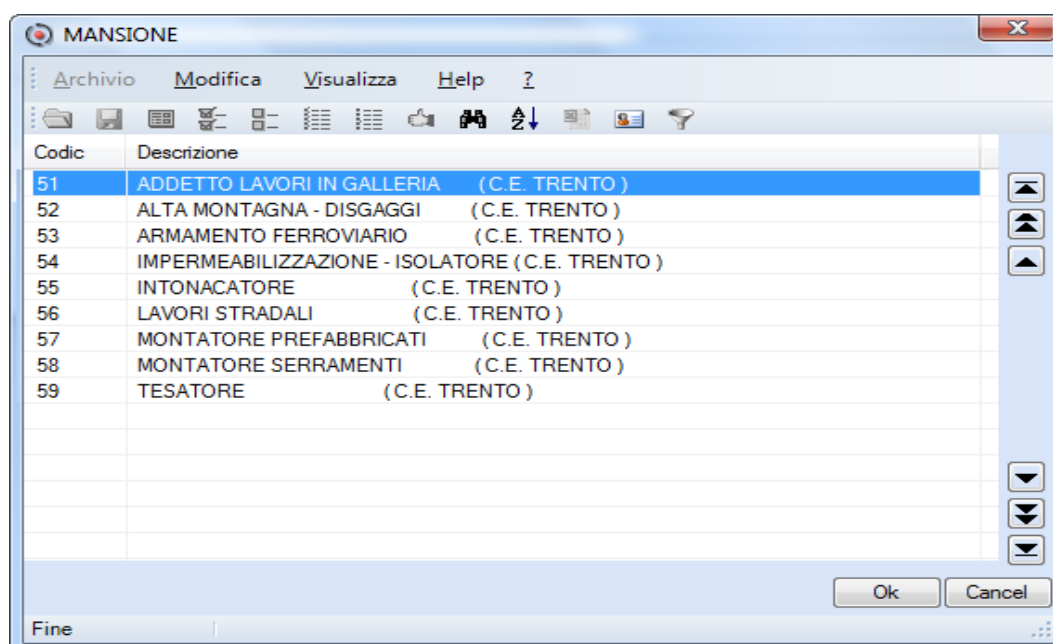 MANSIONE
Archivio Modifica Visualizza Help ?
Codic Descrizione
51 ADDETTO LAVORI IN GALLERIA ( C.E. TRENTO )
52 ALTA MONTAGNA - DISGAGGI ( C.E. TRENTO )
53 ARMAMENTO FERROVIARIO ( C.E. TRENTO )
54 IMPERMEABILIZZAZIONE - ISOLATORE ( C.E. TRENTO )
55 INTONACATORE ( C.E. TRENTO )
56 LAVORI STRADALI ( C.E. TRENTO )
57 MONTATORE PREFABBRICATI ( C.E. TRENTO )
58 MONTATORE SERRAMENTI ( C.E. TRENTO )
59 TESATORE ( C.E. TRENTO )
Ok Cancel
Fine